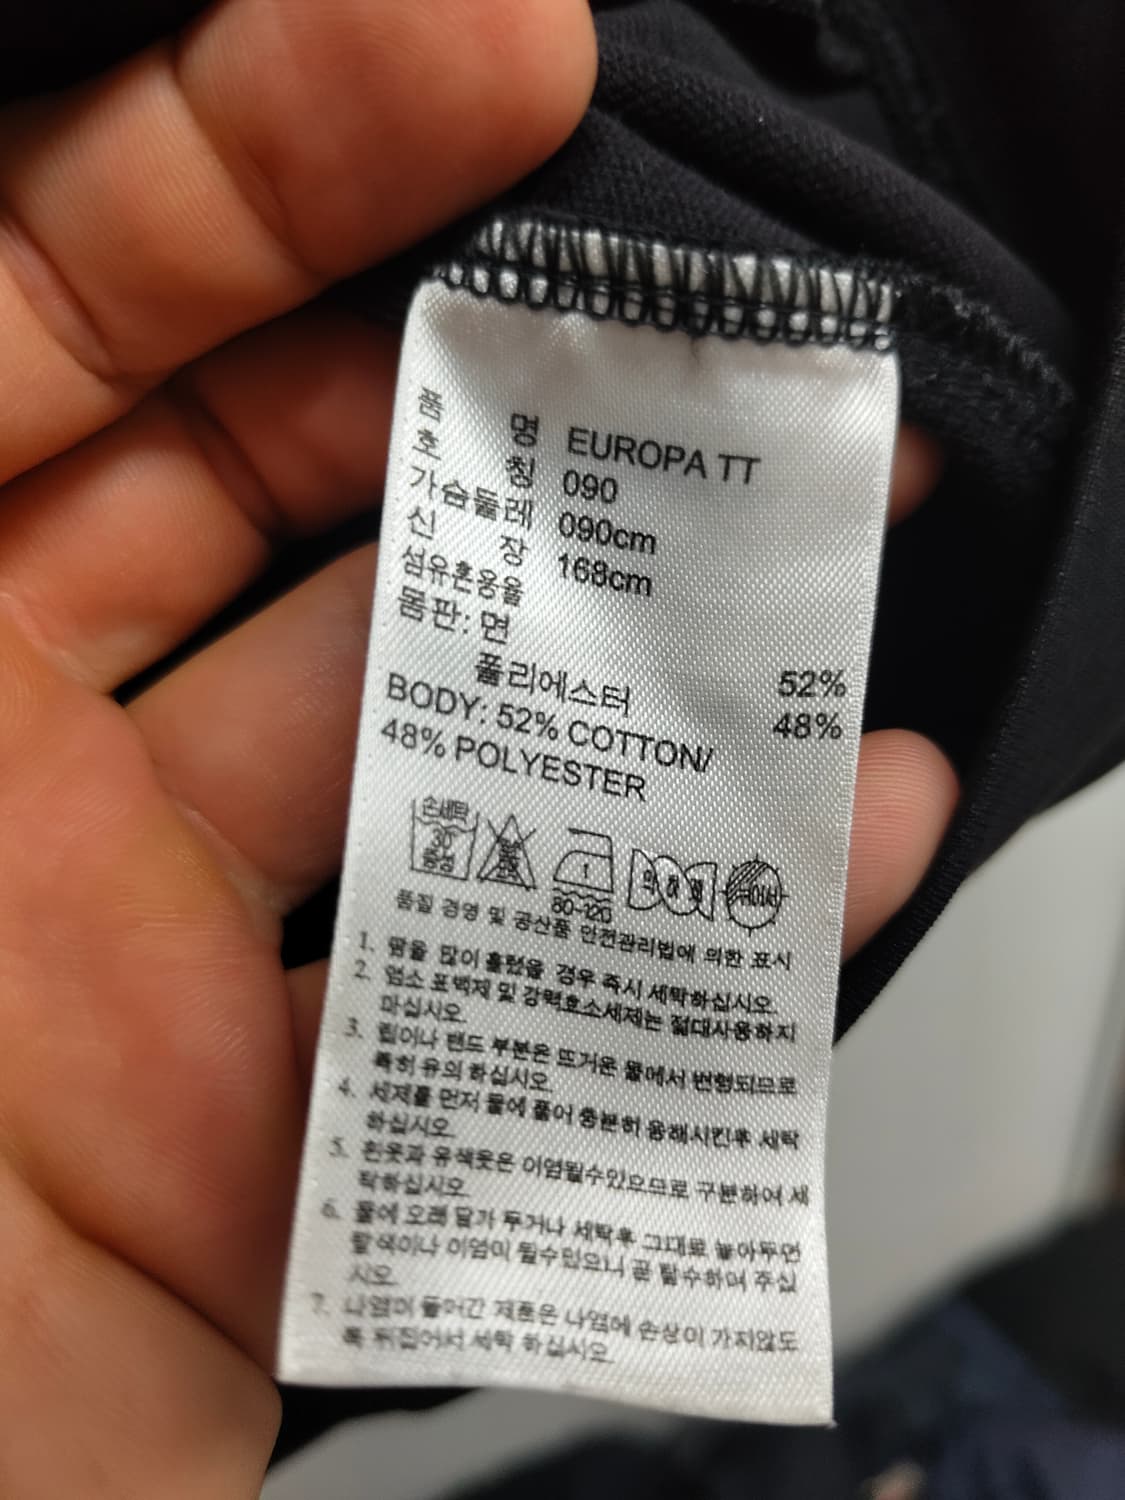 품 명 EUROPA TT
호 칭 090
가슴둘레 090cm
신 장 168cm
섬유혼용율
몸판: 면 52%
폴리에스터 48%
BODY: 52% COTTON/
48% POLYESTER
손세탁
30
중성
1
80~120
약하게
뉘어서
품질 경영 및 공산품 안전관리법에 의한 표시
1. 땀을 많이 흘렸을 경우 즉시 세탁하십시오.
2. 염소 표백제 및 강력효소세제는 절대사용하지
마십시오.
3. 립이나 밴드 부분은 뜨거운 물에서 변형되므로
특히 유의 하십시오.
4. 세제를 먼저 물에 풀어 충분히 용해시킨후 세탁
하십시오.
5. 흰옷과 유색옷은 이염될수있으므로 구분하여 세
탁하십시오.
6. 물에 오래 담가 두거나 세탁후 그대로 놓아두면
탈색이나 이염이 될수있으니 곧 탈수하여 주십
시오.
7. 나염이 들어간 제품은 나염에 손상이 가지않도
록 뒤집어서 세탁 하십시오.